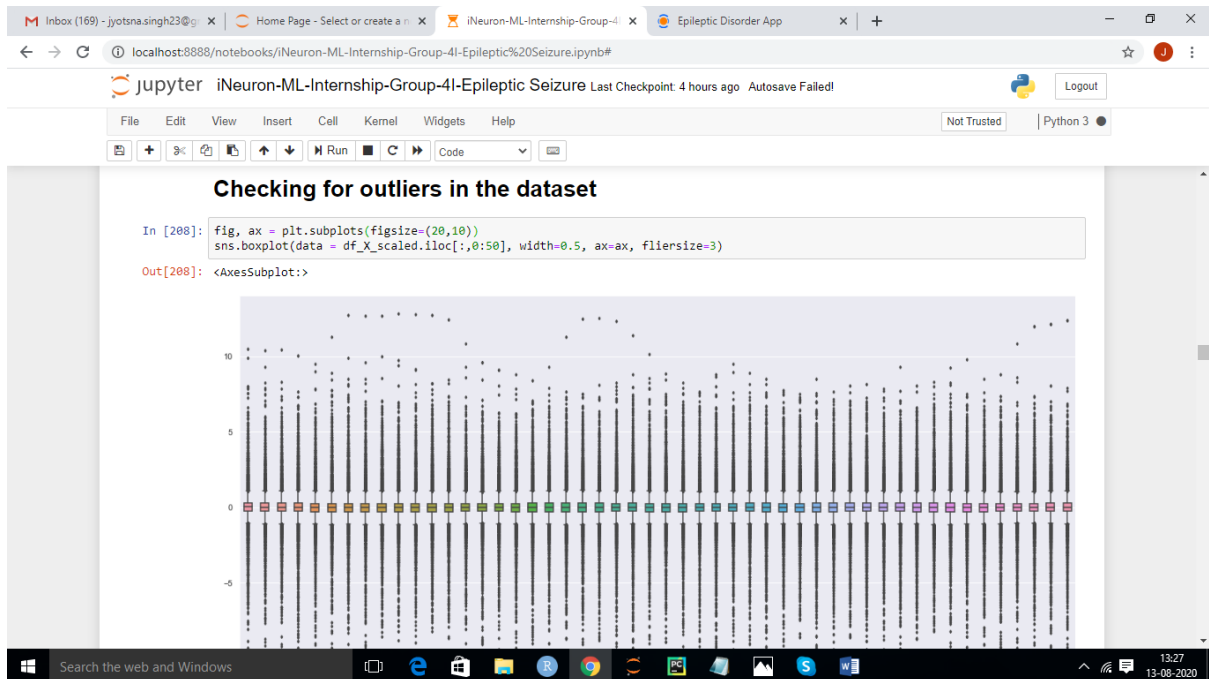 Inbox (169) - jyotsna.singh23@g
Home Page - Select or create a n
iNeuron-ML-Internship-Group-4I
Epileptic Disorder App
localhost:8888/notebooks/iNeuron-ML-Internship-Group-4I-Epileptic%20Seizure.ipynb#
J
jupyter iNeuron-ML-Internship-Group-4I-Epileptic Seizure Last Checkpoint: 4 hours ago Autosave Failed!
Logout
File Edit View Insert Cell Kernel Widgets Help
Not Trusted
Python 3
Run
Code
Checking for outliers in the dataset
In [208]: fig, ax = plt.subplots(figsize=(20,10))
sns.boxplot(data = df_X_scaled.iloc[:,0:50], width=0.5, ax=ax, fliersize=3)
Out[208]: <AxesSubplot:>
10
5
0
-5
Search the web and Windows
R
PC
S
W
13:27
13-08-2020